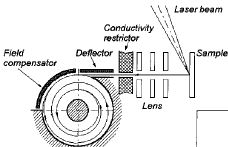 Laser beam
Conductivity
restrictor
Field
compensator
Deflector
Sample
Lens